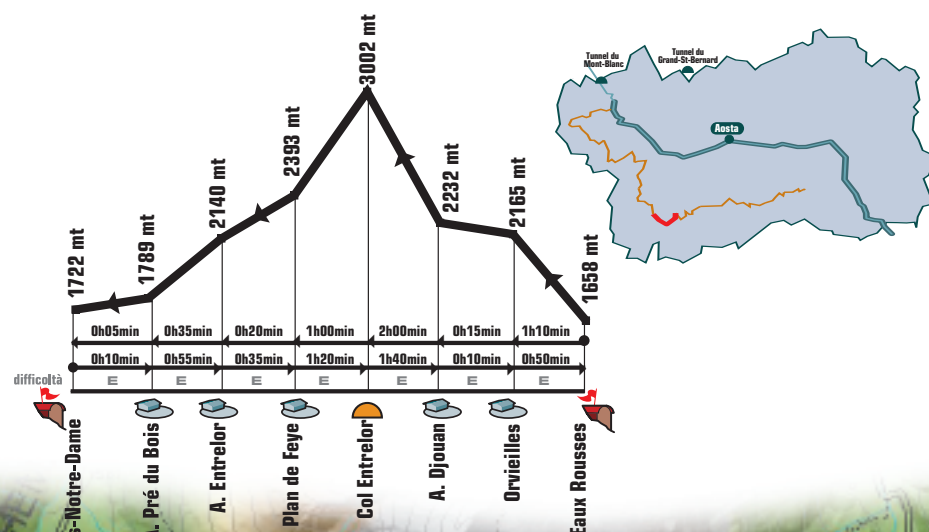 1722 mt
1789 mt
2140 mt
2393 mt
3002 mt
2232 mt
2165 mt
1658 mt
0h05min 0h35min 0h20min 1h00min 2h00min 0h15min 1h10min
0h10min 0h55min 0h35min 1h20min 1h40min 0h10min 0h50min
difficoltà E E E E E E E
s-Notre-Dame
A. Pré du Bois
A. Entrelor
Plan de Feye
Col Entrelor
A. Djouan
Orvieilles
Eaux Rousses
Tunnel du
Mont-Blanc
Tunnel du
Grand-St-Bernard
Aosta